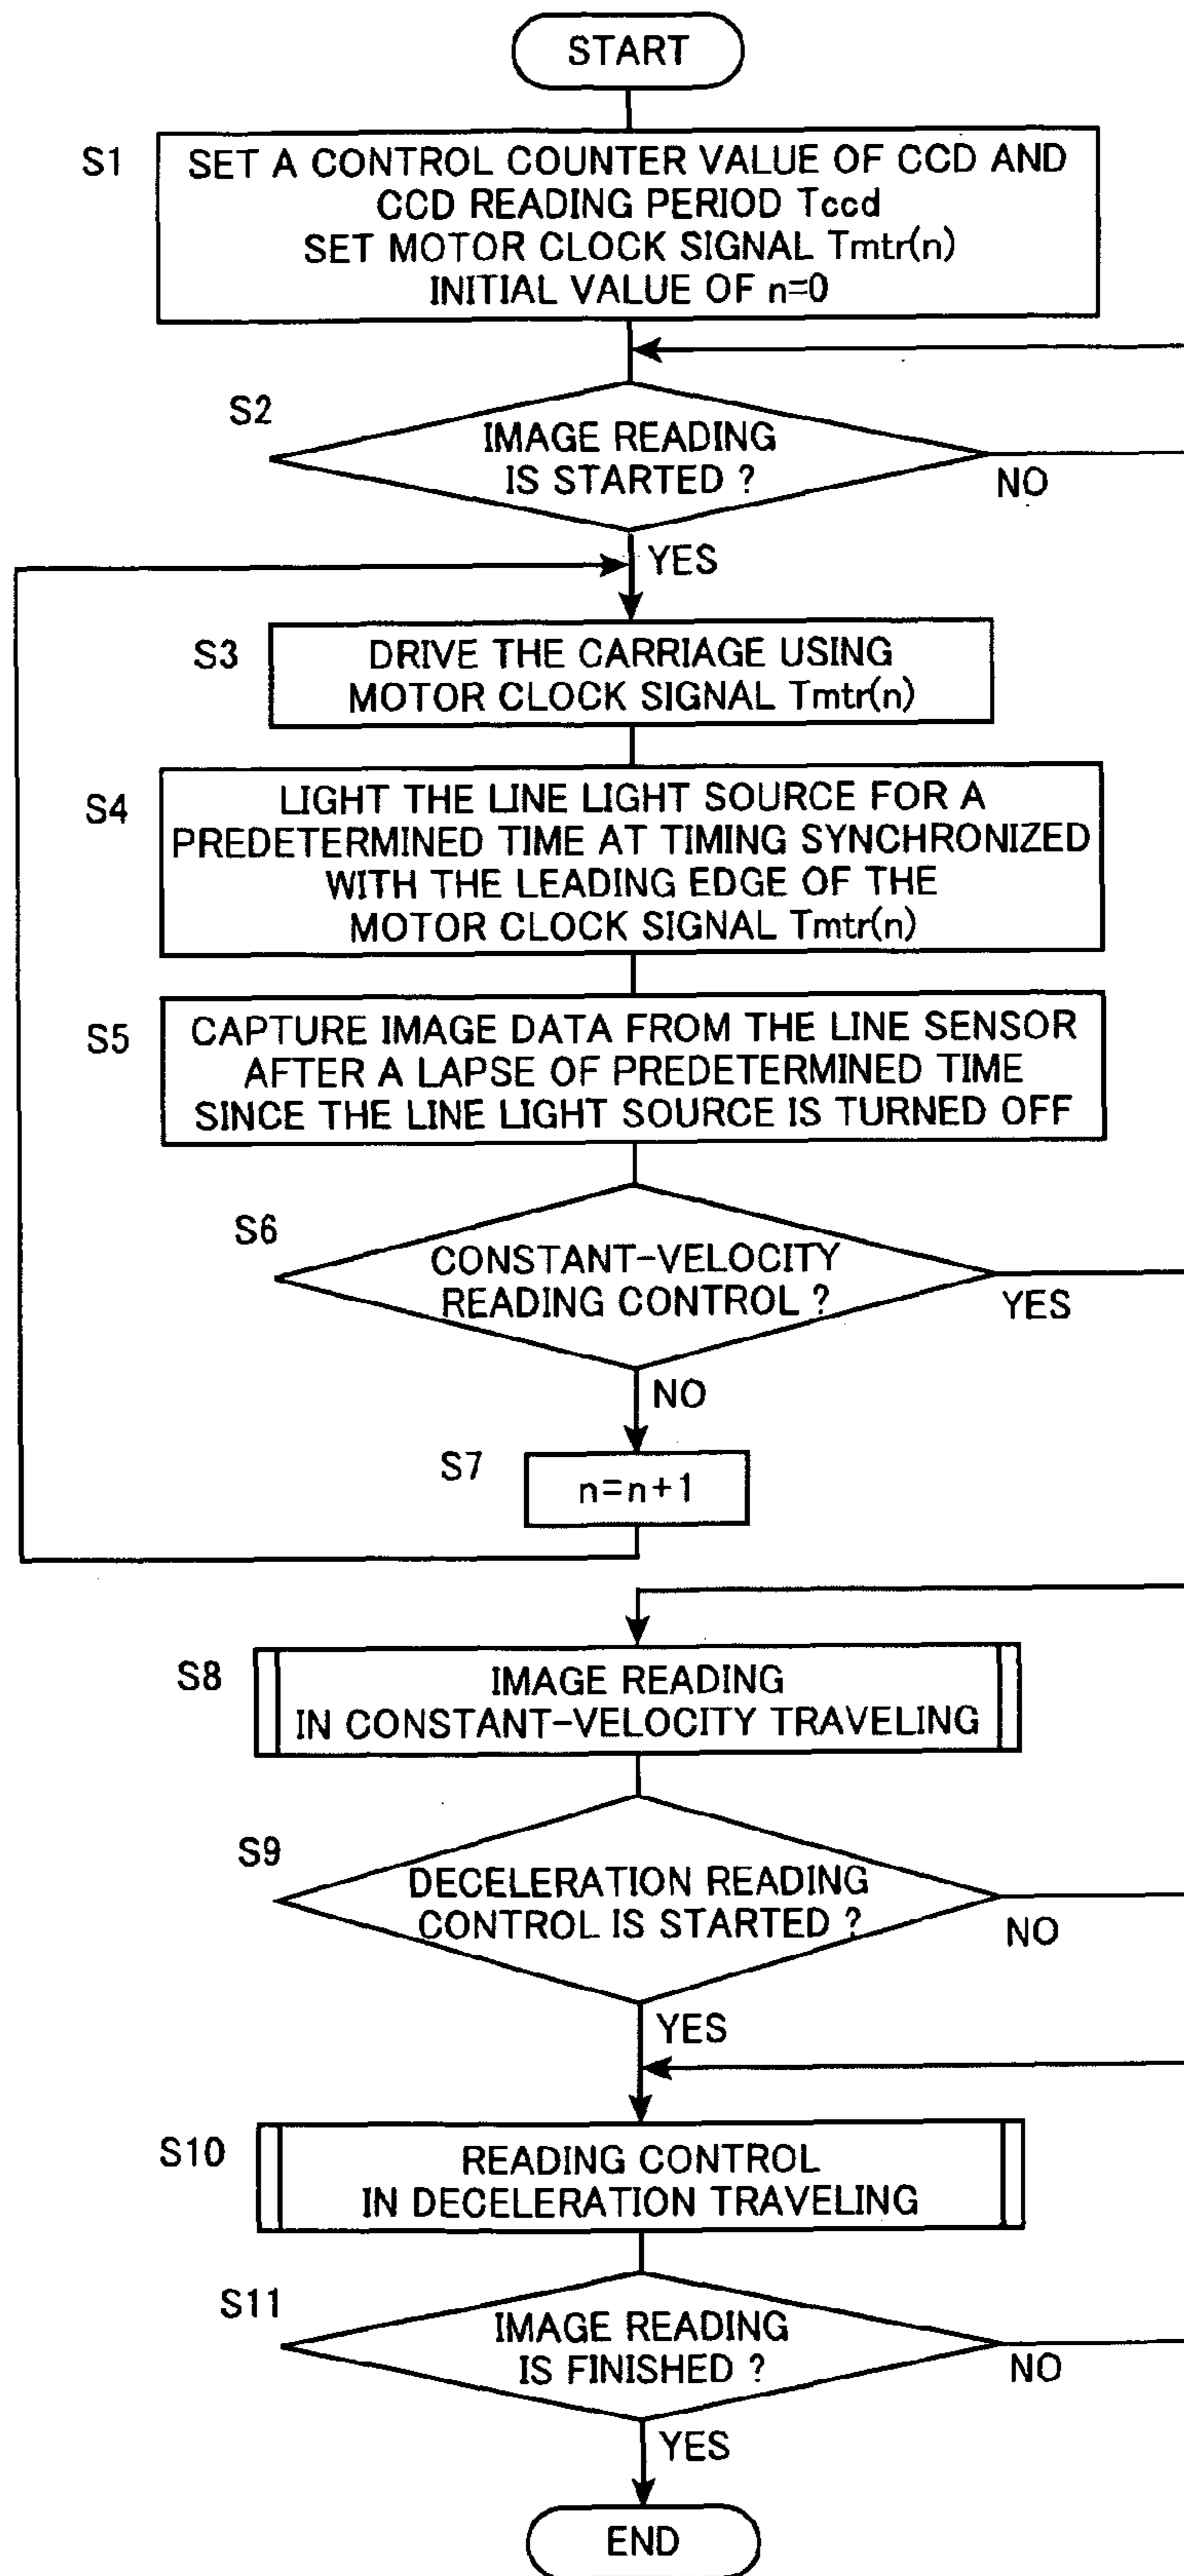 START
S1
SET A CONTROL COUNTER VALUE OF CCD AND
CCD READING PERIOD Tccd
SET MOTOR CLOCK SIGNAL Tmtr(n)
INITIAL VALUE OF n=0
S2
IMAGE READING
IS STARTED ?
NO
YES
S3
DRIVE THE CARRIAGE USING
MOTOR CLOCK SIGNAL Tmtr(n)
S4
LIGHT THE LINE LIGHT SOURCE FOR A
PREDETERMINED TIME AT TIMING SYNCHRONIZED
WITH THE LEADING EDGE OF THE
MOTOR CLOCK SIGNAL Tmtr(n)
S5
CAPTURE IMAGE DATA FROM THE LINE SENSOR
AFTER A LAPSE OF PREDETERMINED TIME
SINCE THE LINE LIGHT SOURCE IS TURNED OFF
S6
CONSTANT-VELOCITY
READING CONTROL ?
YES
NO
S7
n=n+1
S8
IMAGE READING
IN CONSTANT-VELOCITY TRAVELING
S9
DECELERATION READING
CONTROL IS STARTED ?
NO
YES
S10
READING CONTROL
IN DECELERATION TRAVELING
S11
IMAGE READING
IS FINISHED ?
NO
YES
END